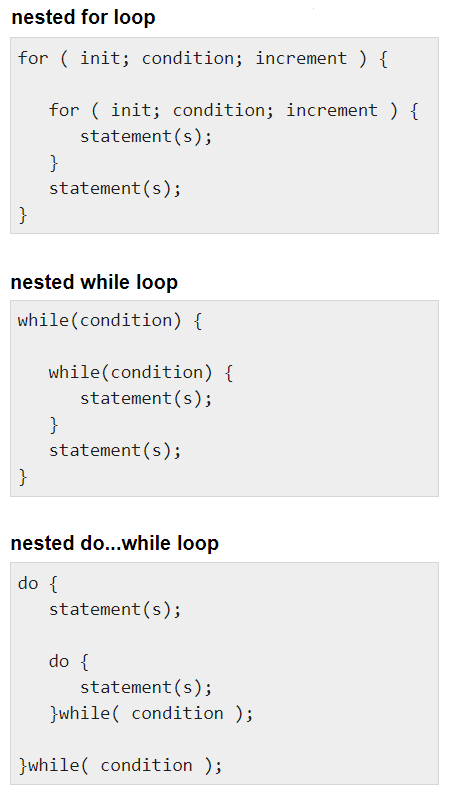 nested for loop
for ( init; condition; increment ) {
for ( init; condition; increment ) {
statement(s);
}
statement(s);
}
nested while loop
while(condition) {
while(condition) {
statement(s);
}
statement(s);
}
nested do...while loop
do {
statement(s);
do {
statement(s);
}while( condition );
}while( condition );